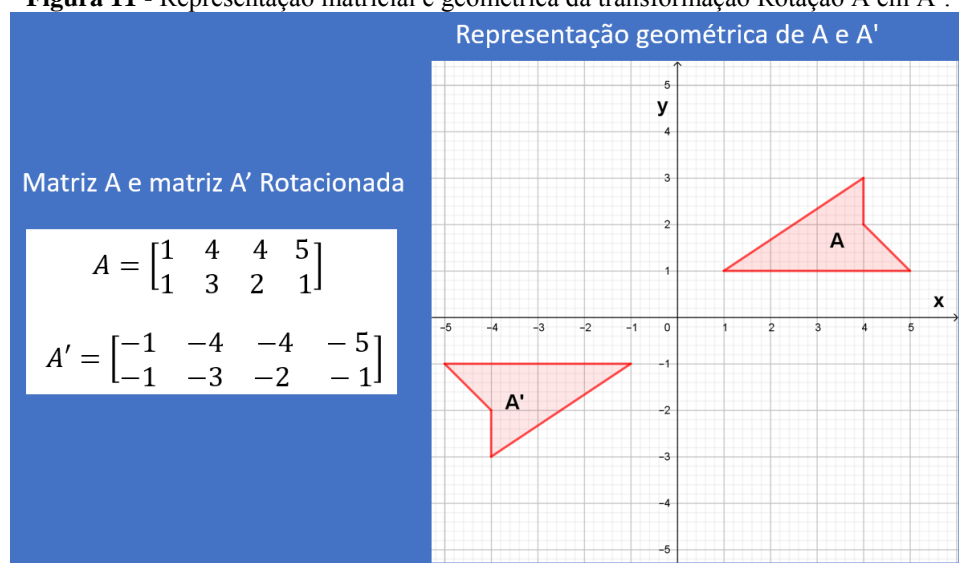 Figura 11 - Representação matricial e geométrica da transformação Rotação A em A'.
Representação geométrica de A e A'
Matriz A e matriz A’ Rotacionada
A = [1 4 4 5
1 3 2 1]
A′ = [−1 −4 −4 − 5
−1 −3 −2 − 1]
y
5
4
3
2
1
A
x
−5 −4 −3 −2 −1 0 1 2 3 4 5
−1
A'
−2
−3
−4
−5